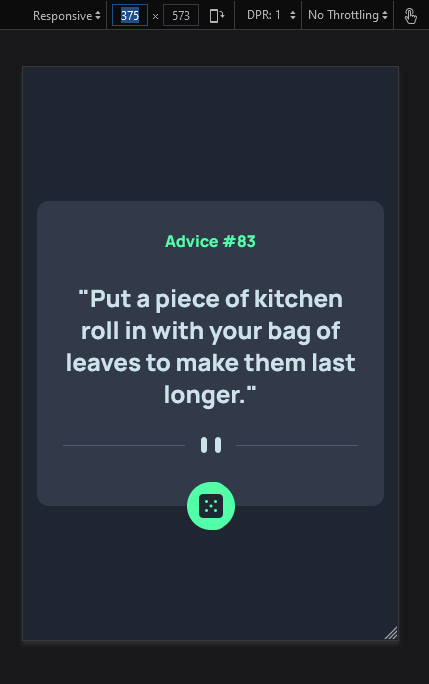 Responsive 375 × 573 DPR: 1 No Throttling
Advice #83
"Put a piece of kitchen
roll in with your bag of
leaves to make them last
longer."